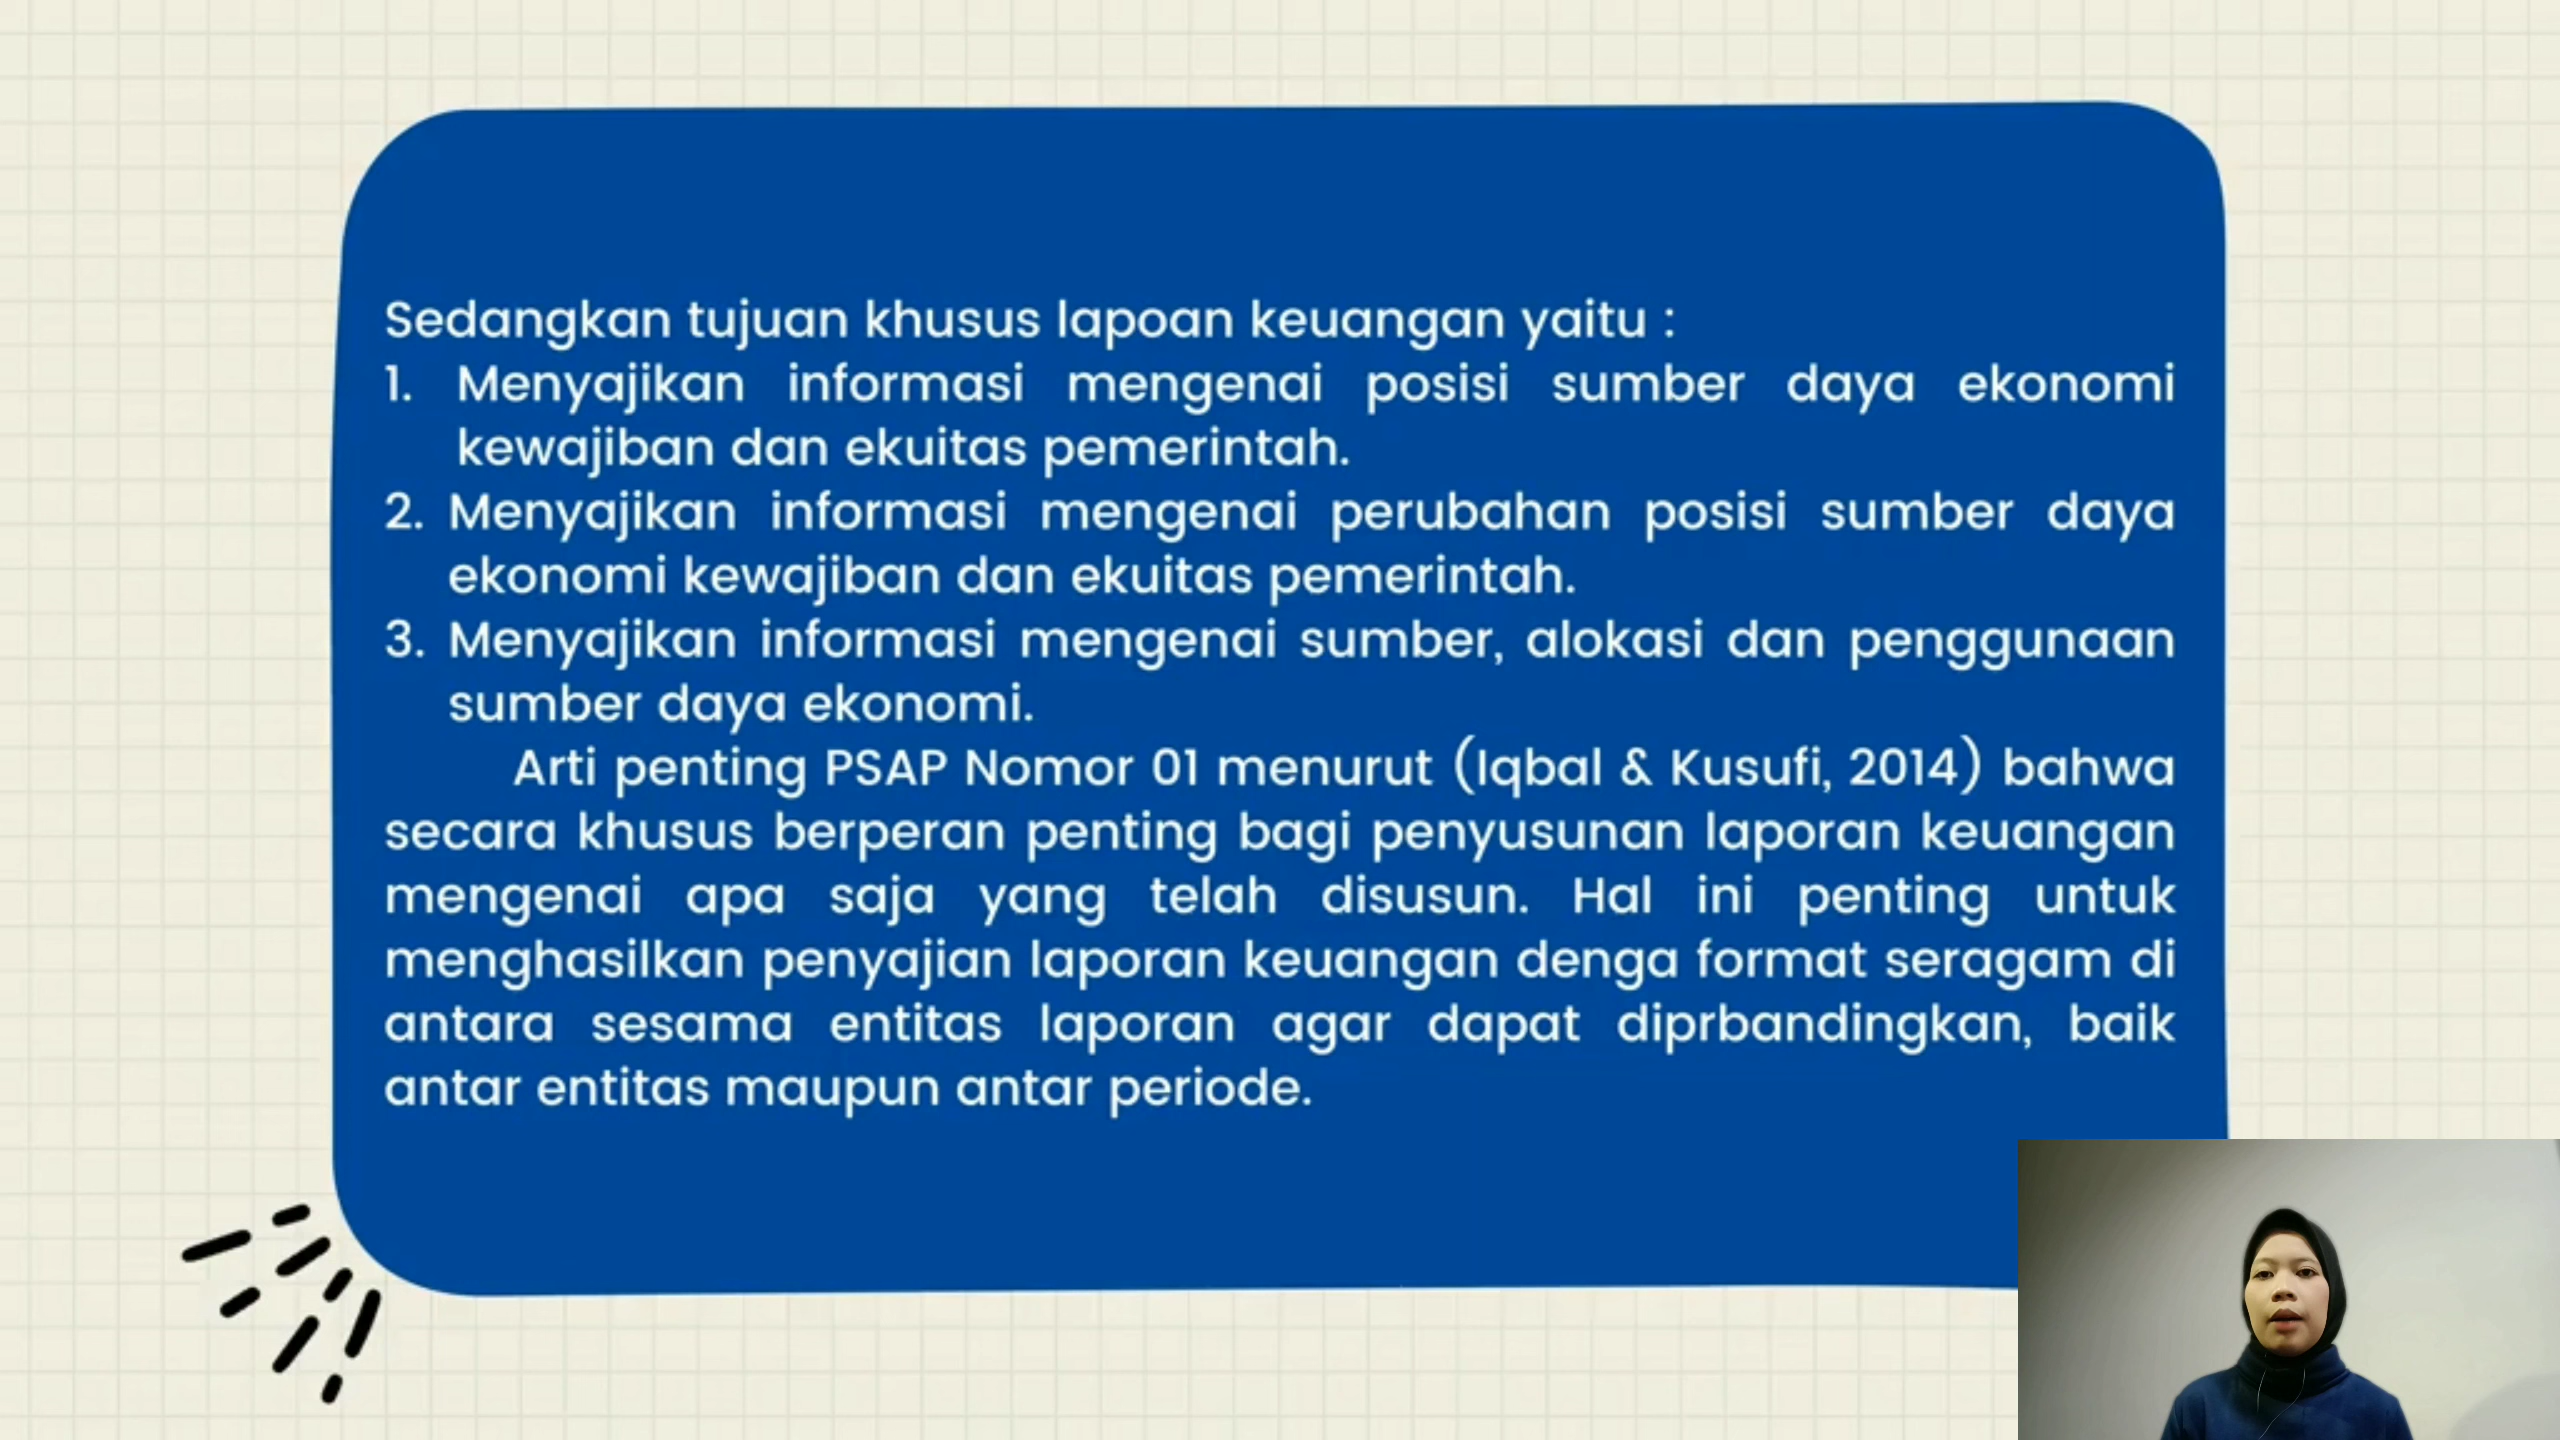 Sedangkan tujuan khusus lapoan keuangan yaitu :
1. Menyajikan informasi mengenai posisi sumber daya ekonomi
kewajiban dan ekuitas pemerintah.
2. Menyajikan informasi mengenai perubahan posisi sumber daya
ekonomi kewajiban dan ekuitas pemerintah.
3. Menyajikan informasi mengenai sumber, alokasi dan penggunaan
sumber daya ekonomi.
Arti penting PSAP Nomor 01 menurut (Iqbal & Kusufi, 2014) bahwa
secara khusus berperan penting bagi penyusunan laporan keuangan
mengenai apa saja yang telah disusun. Hal ini penting untuk
menghasilkan penyajian laporan keuangan denga format seragam di
antara sesama entitas laporan agar dapat diprbandingkan, baik
antar entitas maupun antar periode.